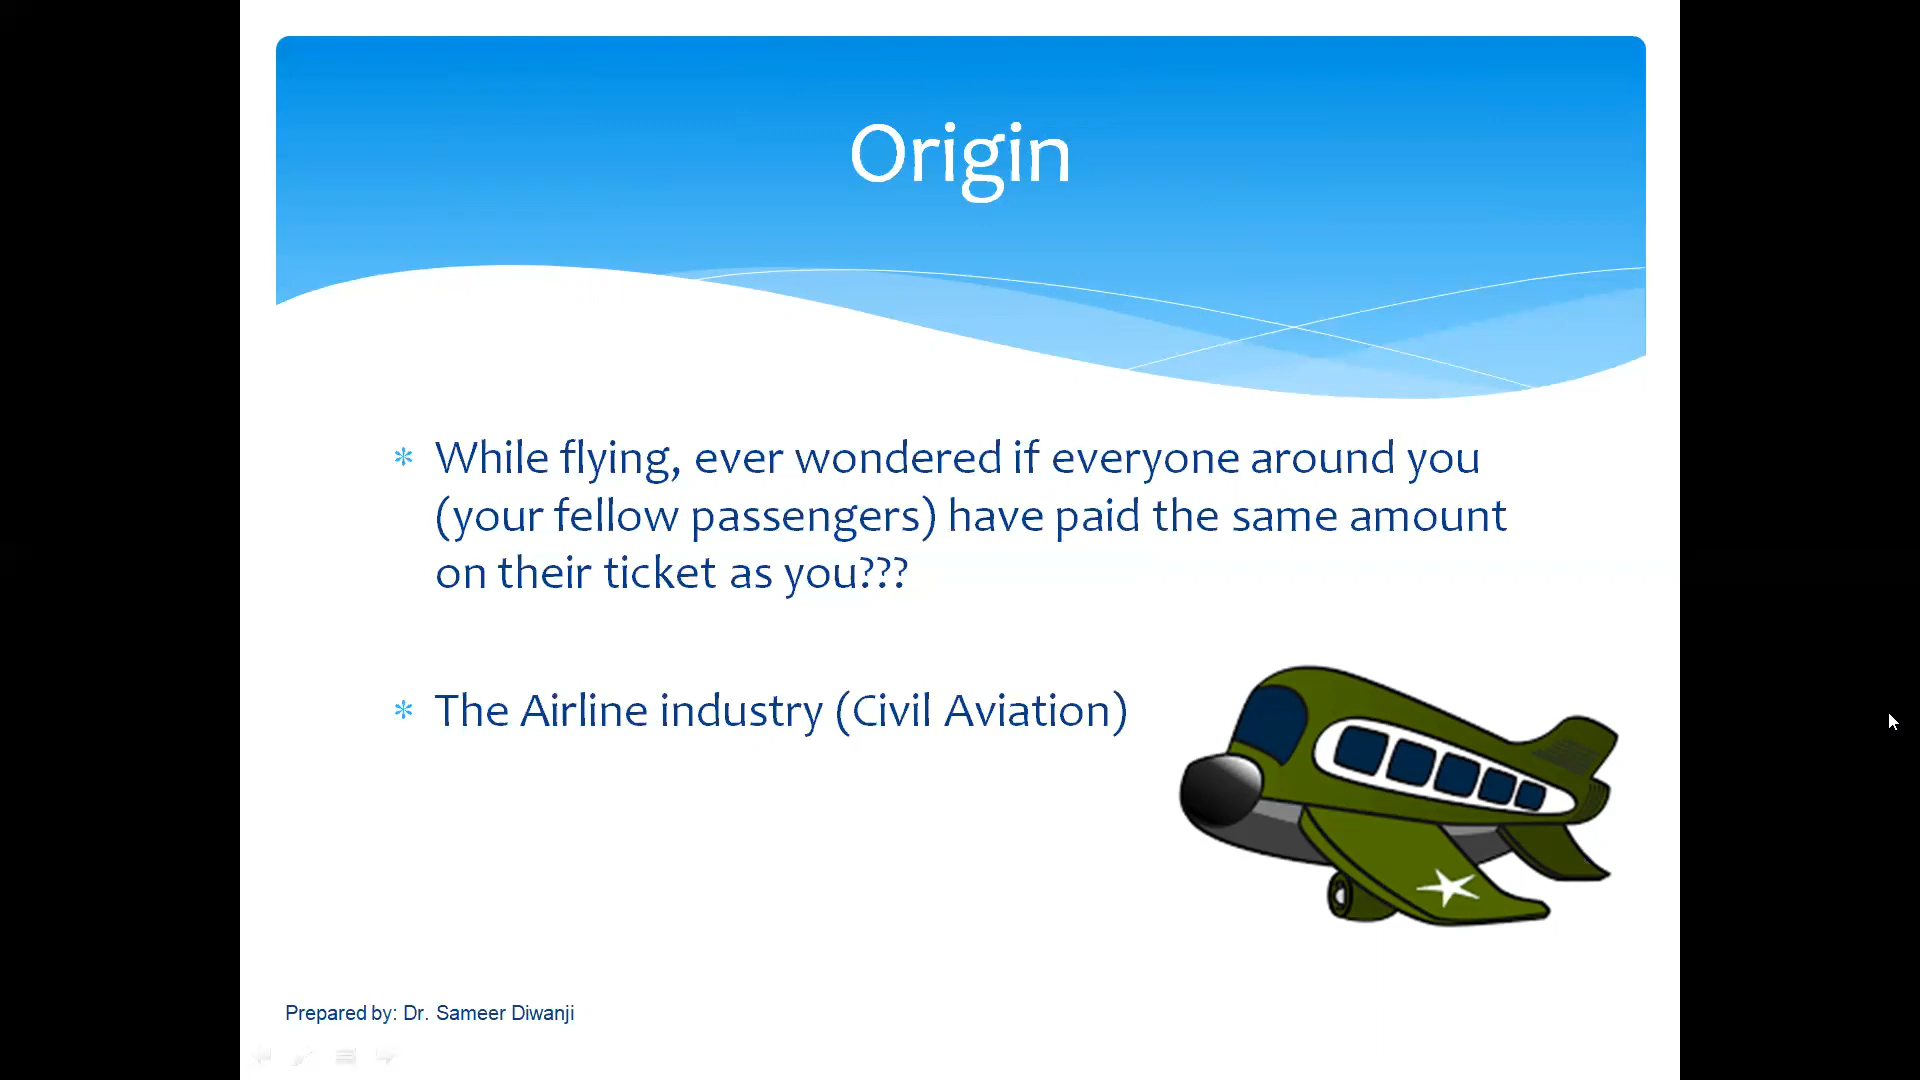 Origin
* While flying, ever wondered if everyone around you
(your fellow passengers) have paid the same amount
on their ticket as you???
* The Airline industry (Civil Aviation)
Prepared by: Dr. Sameer Diwanji